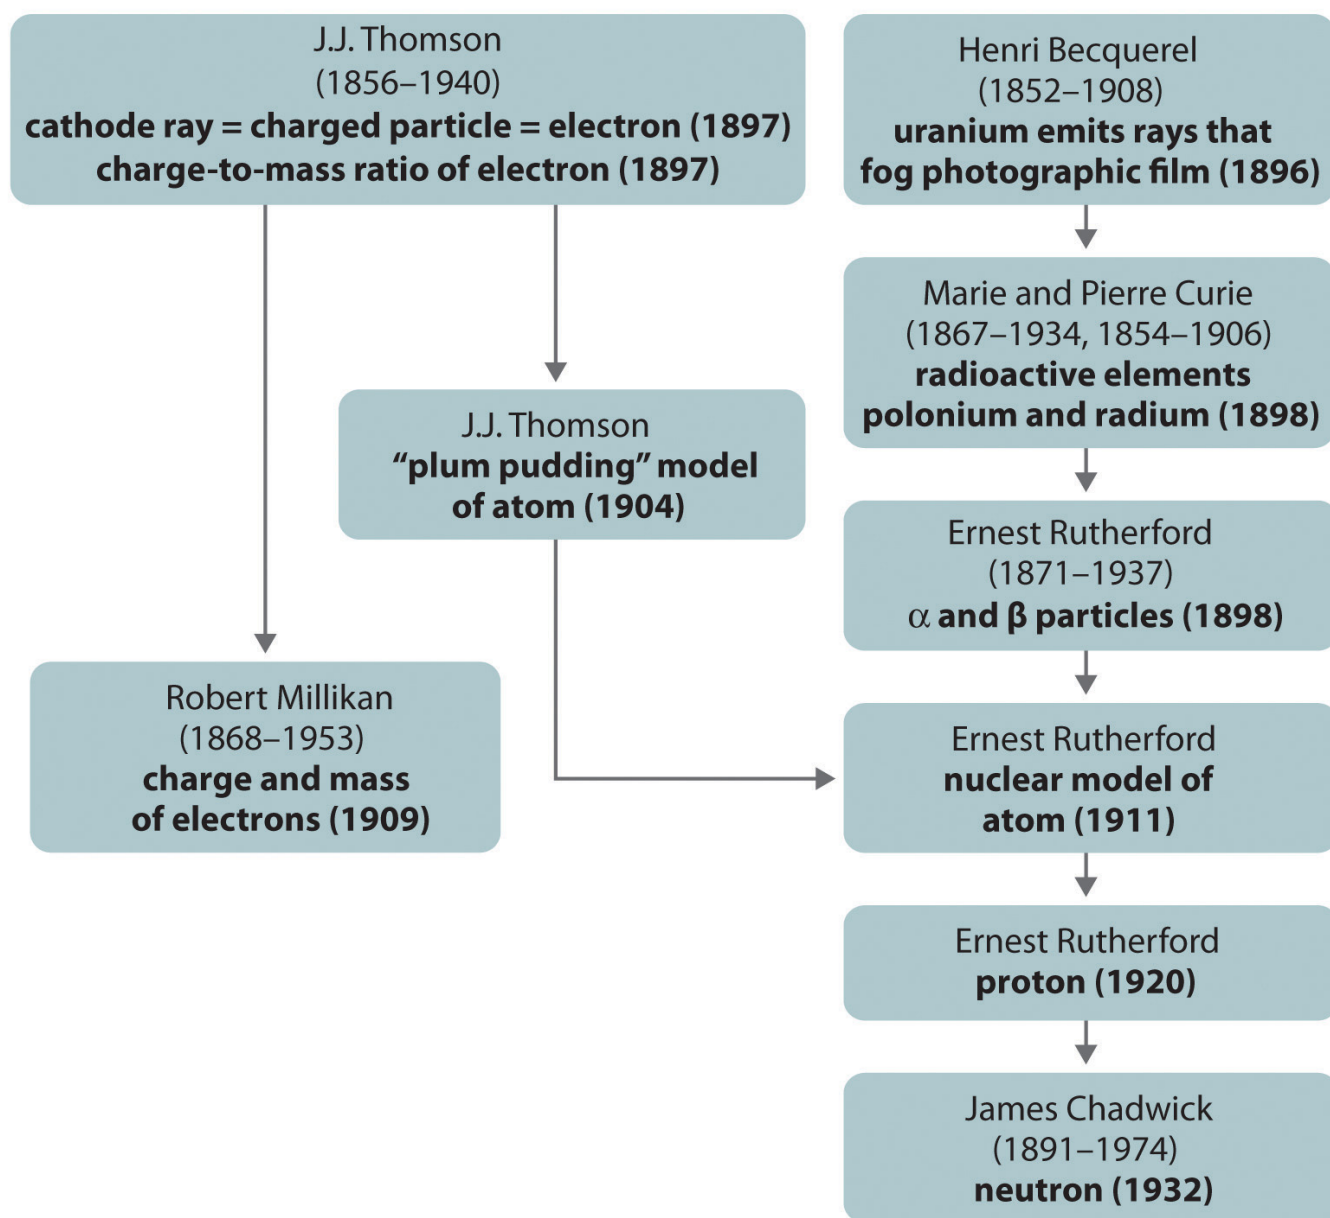 J.J. Thomson
(1856–1940)
cathode ray = charged particle = electron (1897)
charge-to-mass ratio of electron (1897)
Henri Becquerel
(1852–1908)
uranium emits rays that
fog photographic film (1896)
Marie and Pierre Curie
(1867–1934, 1854–1906)
radioactive elements
polonium and radium (1898)
J.J. Thomson
“plum pudding” model
of atom (1904)
Ernest Rutherford
(1871–1937)
α and β particles (1898)
Robert Millikan
(1868–1953)
charge and mass
of electrons (1909)
Ernest Rutherford
nuclear model of
atom (1911)
Ernest Rutherford
proton (1920)
James Chadwick
(1891–1974)
neutron (1932)